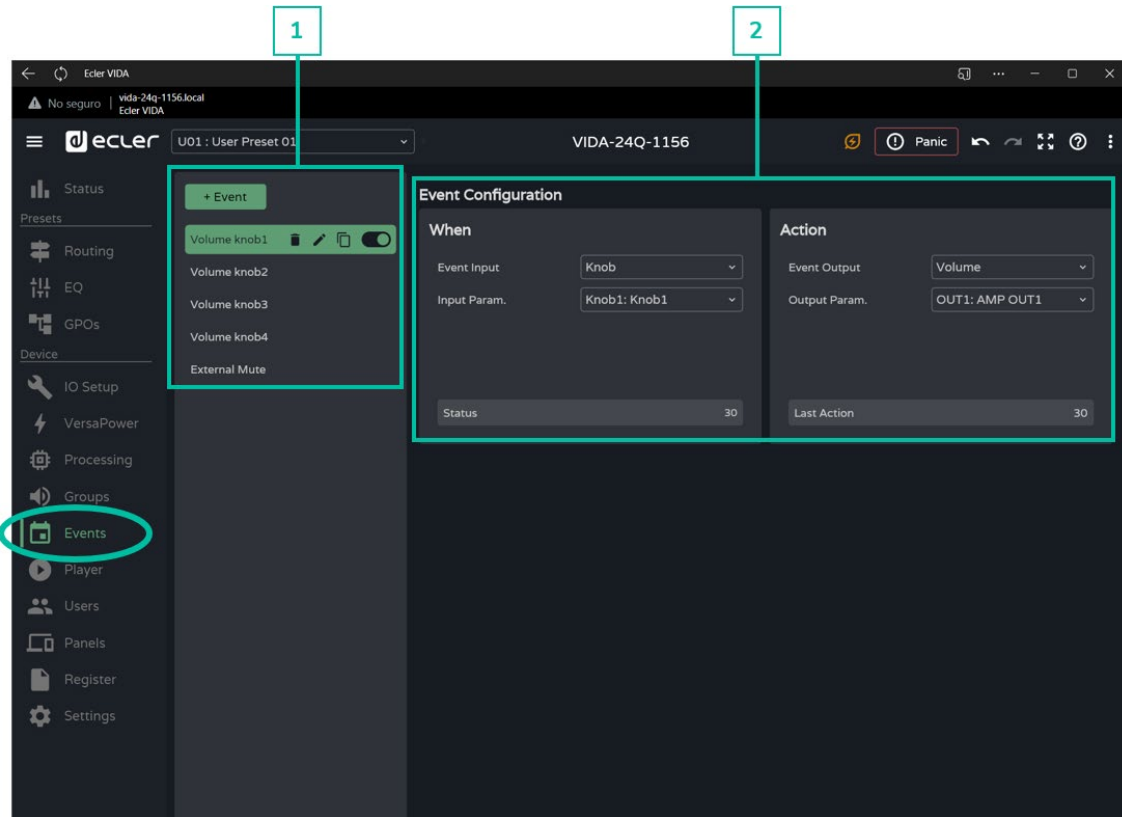 1
2
Ecler VIDA
No seguro
vida-24q-1156.local
Ecler VIDA
ecler
U01 : User Preset 01
VIDA-24Q-1156
Panic
Status
Presets
Routing
EQ
GPOs
Device
IO Setup
VersaPower
Processing
Groups
Events
Player
Users
Panels
Register
Settings
+ Event
Volume knob1
Volume knob2
Volume knob3
Volume knob4
External Mute
Event Configuration
When
Event Input Knob
Input Param. Knob1: Knob1
Status 30
Action
Event Output Volume
Output Param. OUT1: AMP OUT1
Last Action 30